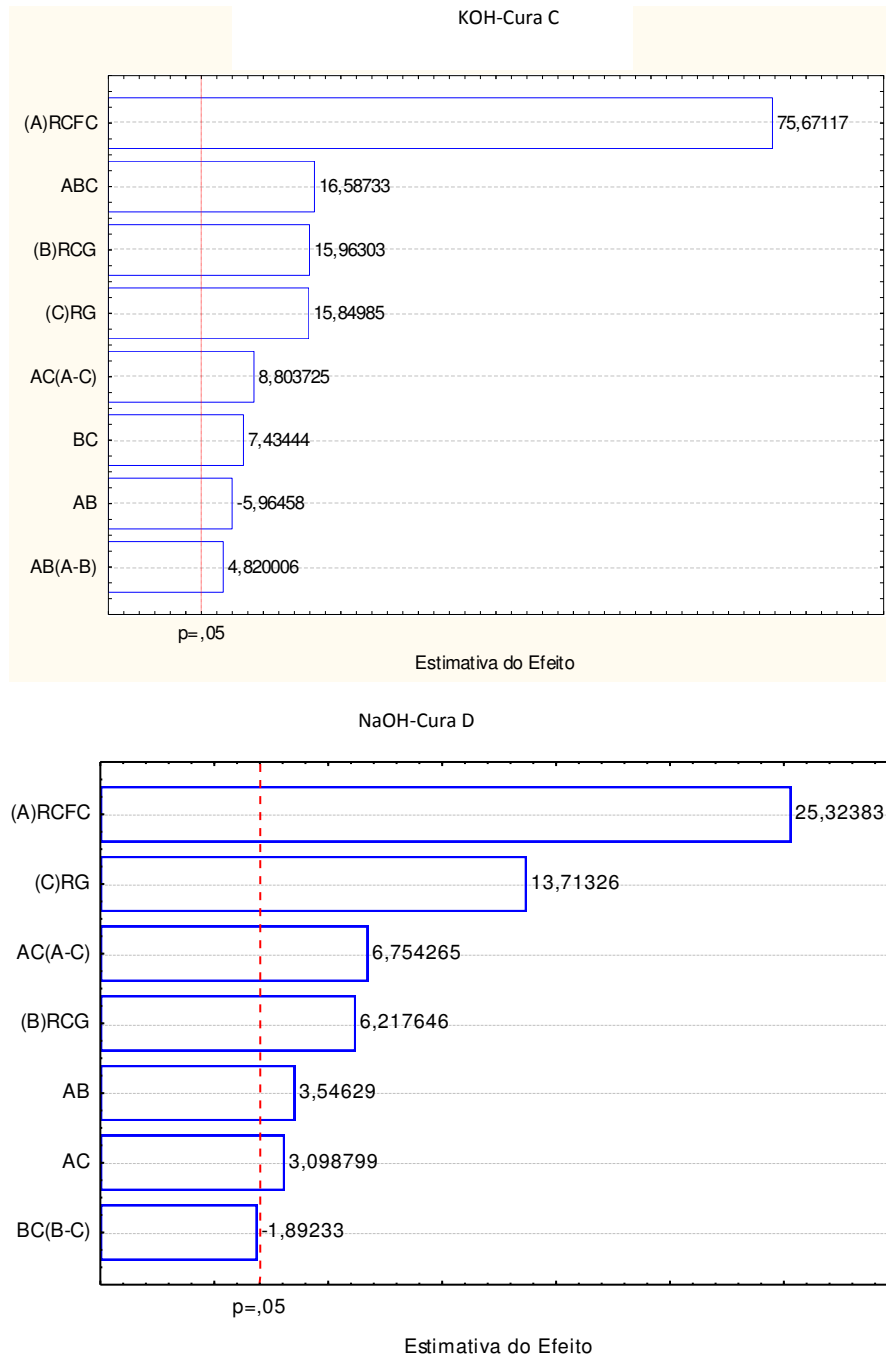 KOH-Cura C
(A)RCFC 75,67117
ABC 16,58733
(B)RCG 15,96303
(C)RG 15,84985
AC(A-C) 8,803725
BC 7,43444
AB -5,96458
AB(A-B) 4,820006
p=,05
Estimativa do Efeito
NaOH-Cura D
(A)RCFC 25,32383
(C)RG 13,71326
AC(A-C) 6,754265
(B)RCG 6,217646
AB 3,54629
AC 3,098799
BC(B-C) -1,89233
p=,05
Estimativa do Efeito